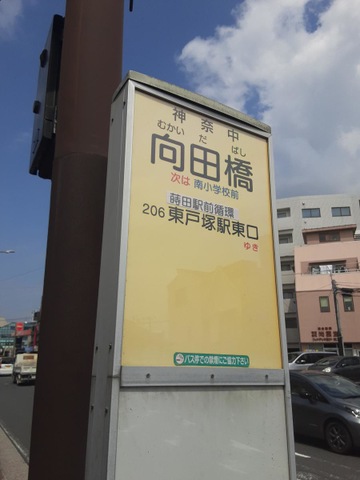 神奈中
むかい だ ばし
向田橋
次は 南小学校前
蒔田駅前循環
206 東戸塚駅東口
ゆき
バス停での禁煙にご協力下さい